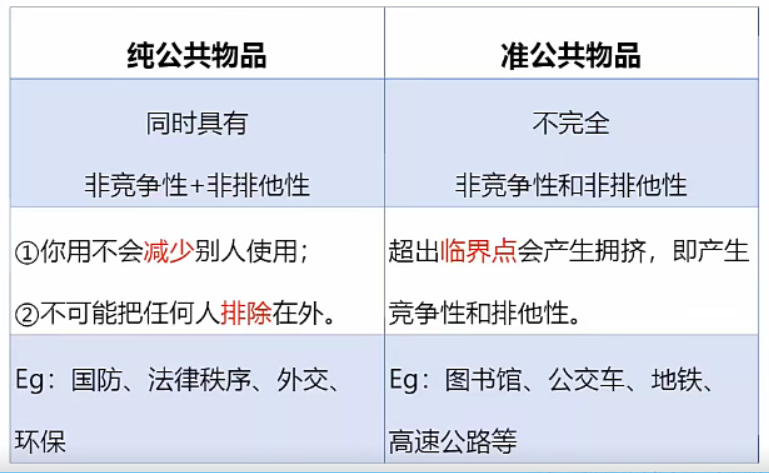 纯公共物品
准公共物品
同时具有
非竞争性+非排他性
不完全
非竞争性和非排他性
①你用不会减少别人使用；
②不可能把任何人排除在外。
超出临界点会产生拥挤，即产生
竞争性和排他性。
Eg：国防、法律秩序、外交、
环保
Eg：图书馆、公交车、地铁、
高速公路等